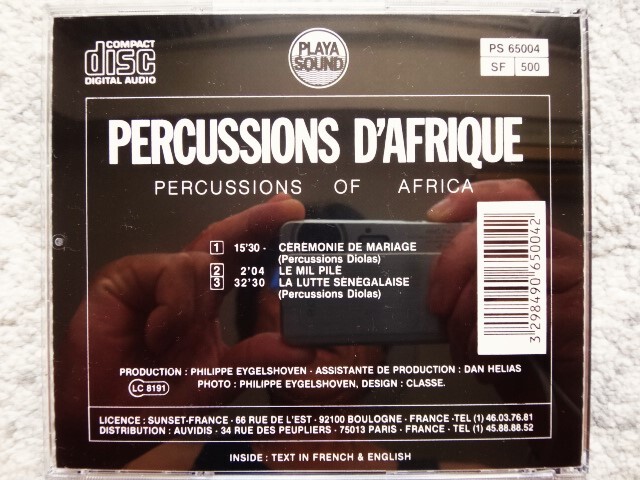 COMPACT
disc
DIGITAL AUDIO
PLAYA
SOUND
PS 65004
SF 500
PERCUSSIONS D'AFRIQUE
PERCUSSIONS OF AFRICA
1 15'30 - CÉRÉMONIE DE MARIAGE
(Percussions Diolas)
2 2'04 LE MIL PILÉ
3 32'30 LA LUTTE SÉNÉGALAISE
(Percussions Diolas)
3 298490 650042
PRODUCTION : PHILIPPE EYGELSHOVEN - ASSISTANTE DE PRODUCTION : DAN HELIAS
LC 8191 PHOTO : PHILIPPE EYGELSHOVEN, DESIGN : CLASSE.
LICENCE : SUNSET-FRANCE - 66 RUE DE L'EST - 92100 BOULOGNE - FRANCE -TEL (1) 46.03.76.81
DISTRIBUTION : AUVIDIS - 34 RUE DES PEUPLIERS - 75013 PARIS - FRANCE -TEL (1) 45.88.88.52
INSIDE : TEXT IN FRENCH & ENGLISH